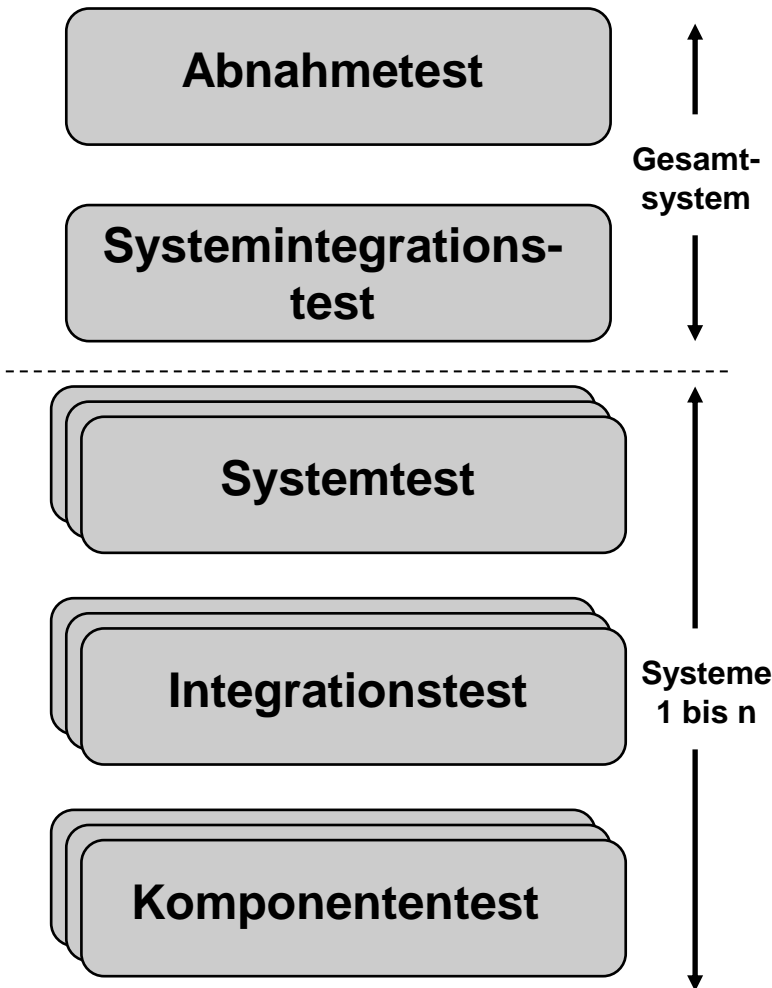 Abnahmetest
Gesamt-
system
Systemintegrations-
test
Systemtest
Integrationstest
Systeme
1 bis n
Komponententest